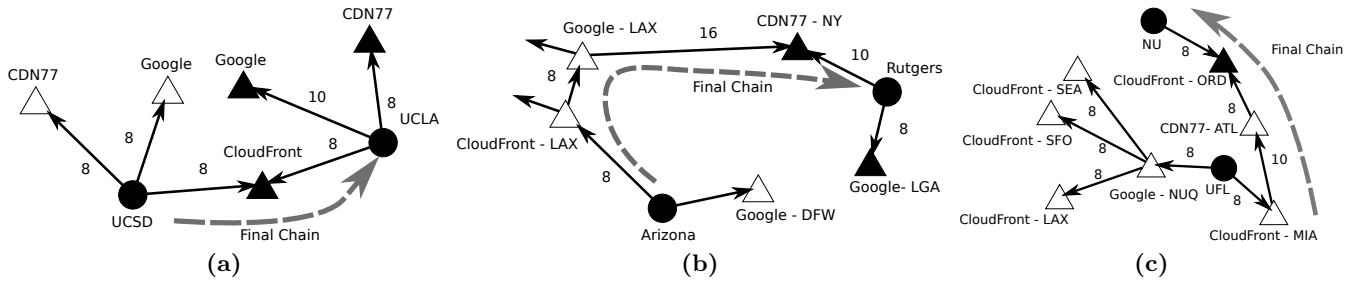 CDN77
Google
8
8
8
UCSD
CloudFront
Google
10
CDN77
8
UCLA
8
Final Chain
(a)
Google - LAX
16
CDN77 - NY
10
Rutgers
8
Final Chain
CloudFront - LAX
8
8
Google- LGA
Google - DFW
Arizona
(b)
NU
8
Final Chain
CloudFront - ORD
CloudFront - SEA
8
CDN77- ATL
CloudFront - SFO
8
8
10
8
Google - NUQ
UFL
8
CloudFront - LAX
CloudFront - MIA
(c)